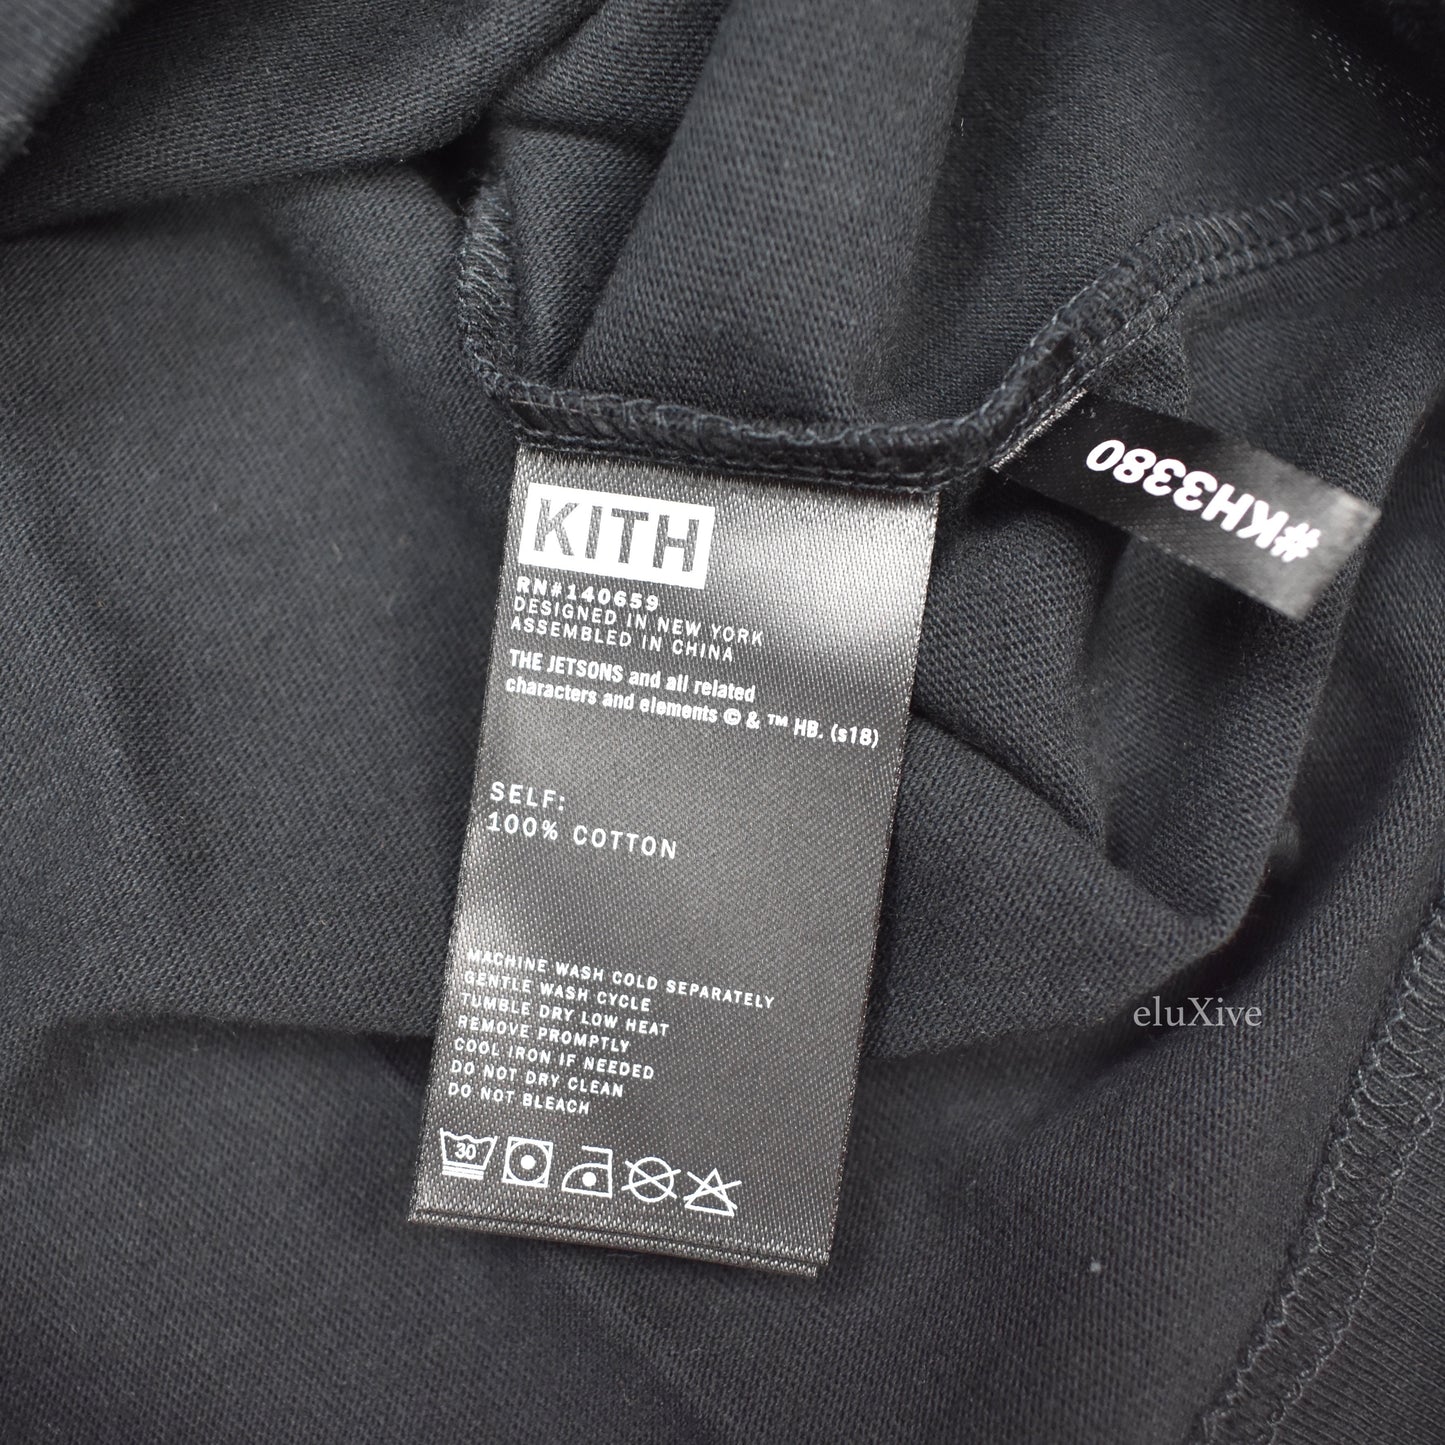 KITH
RN#140659
DESIGNED IN NEW YORK
ASSEMBLED IN CHINA
THE JETSONS and all related
characters and elements © & ™ HB. (s18)
SELF:
100% COTTON
MACHINE WASH COLD SEPARATELY
GENTLE WASH CYCLE
TUMBLE DRY LOW HEAT
REMOVE PROMPTLY
COOL IRON IF NEEDED
DO NOT DRY CLEAN
DO NOT BLEACH
30
#KH3380
eluXive